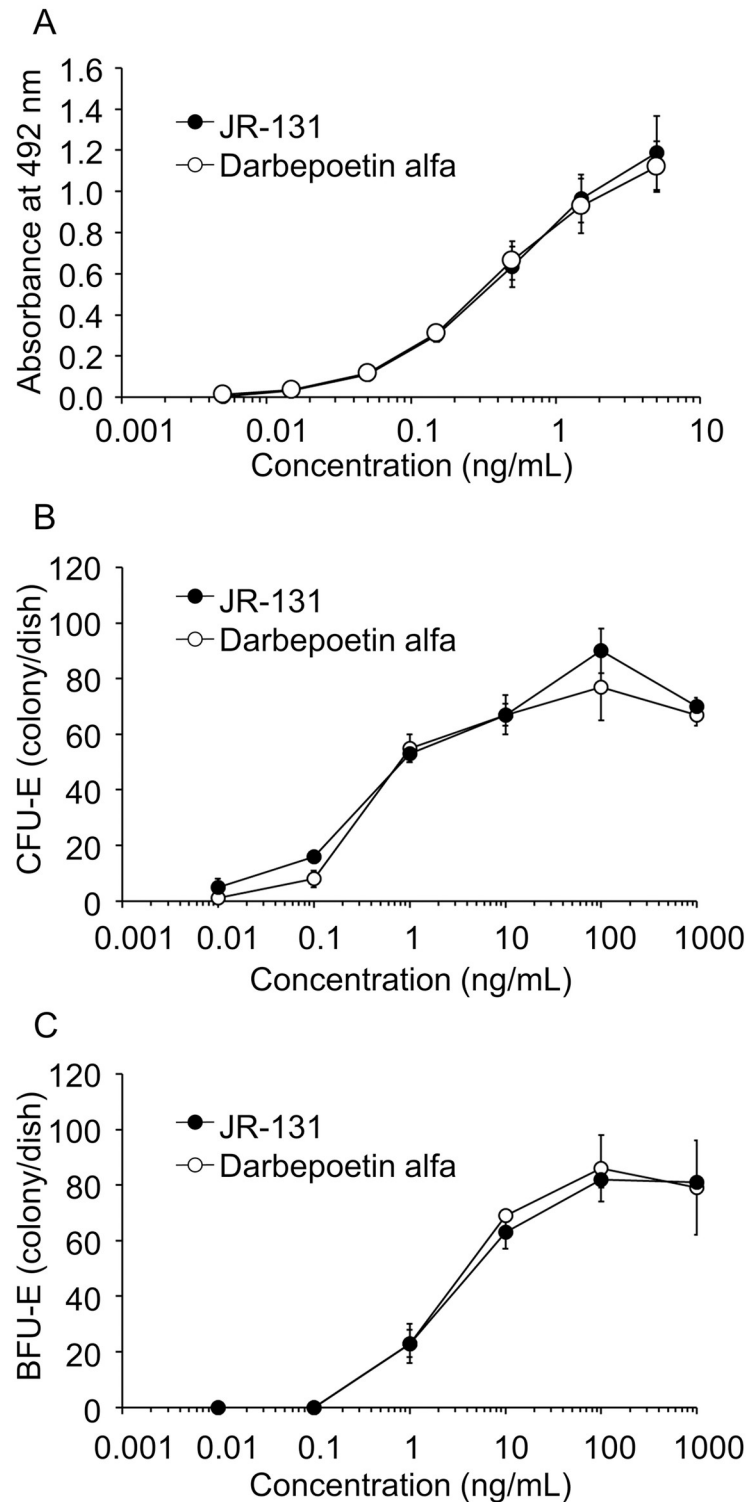 A
Absorbance at 492 nm
1.6
1.4
1.2
1.0
0.8
0.6
0.4
0.2
0.0
JR-131
Darbepoetin alfa
0.001 0.01 0.1 1 10
Concentration (ng/mL)
B
CFU-E (colony/dish)
120
100
80
60
40
20
0
JR-131
Darbepoetin alfa
0.001 0.01 0.1 1 10 100 1000
Concentration (ng/mL)
C
BFU-E (colony/dish)
120
100
80
60
40
20
0
JR-131
Darbepoetin alfa
0.001 0.01 0.1 1 10 100 1000
Concentration (ng/mL)